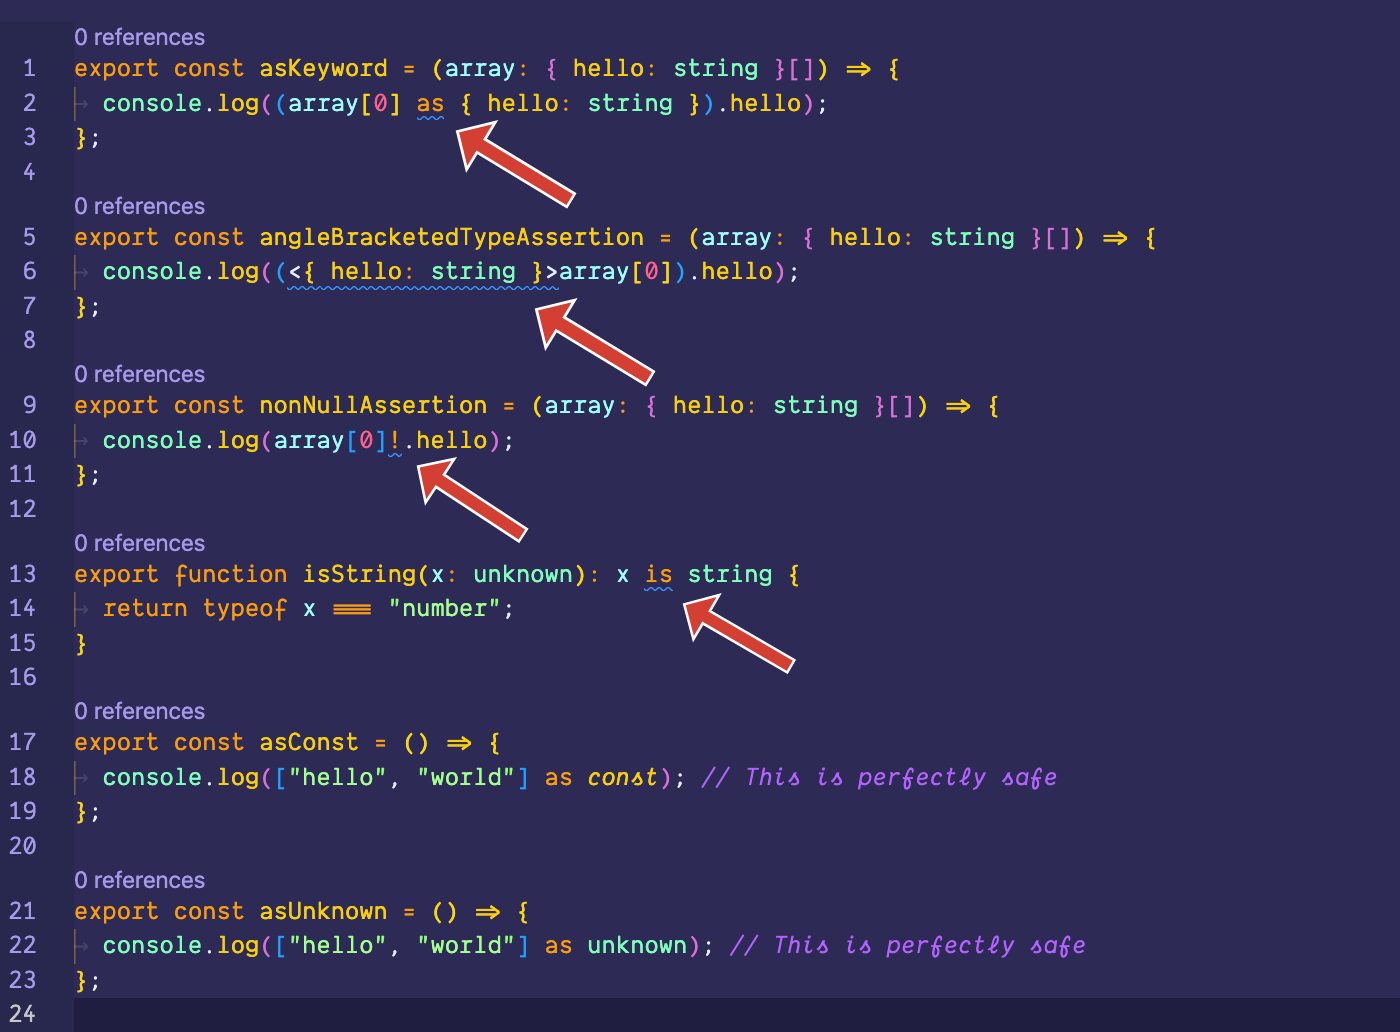 0 references
1 export const asKeyword = (array: { hello: string }[]) => {
2 console.log((array[0] as { hello: string }).hello);
3 };
4
0 references
5 export const angleBracketedTypeAssertion = (array: { hello: string }[]) => {
6 console.log((<{ hello: string }>array[0]).hello);
7 };
8
0 references
9 export const nonNullAssertion = (array: { hello: string }[]) => {
10 console.log(array[0]!.hello);
11 };
12
0 references
13 export function isString(x: unknown): x is string {
14 return typeof x === "number";
15 }
16
0 references
17 export const asConst = () => {
18 console.log(["hello", "world"] as const); // This is perfectly safe
19 };
20
0 references
21 export const asUnknown = () => {
22 console.log(["hello", "world"] as unknown); // This is perfectly safe
23 };
24